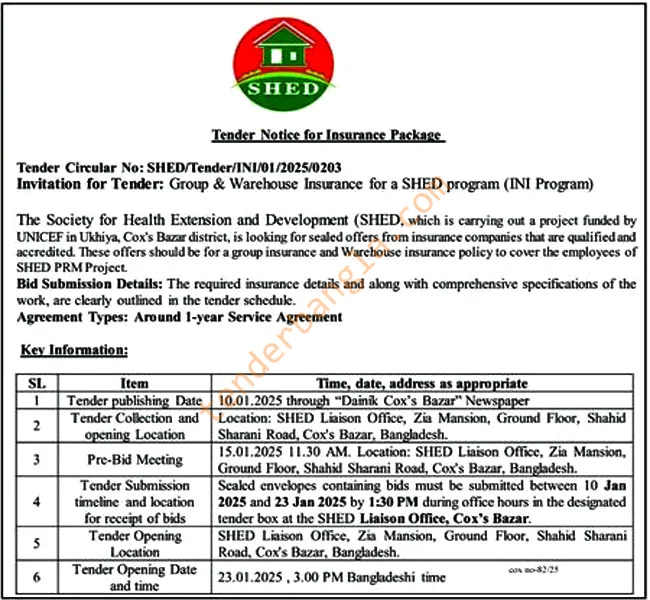 SHED
Tender Notice for Insurance Package
Tender Circular No: SHED/Tender/INI/01/2025/0203
Invitation for Tender: Group & Warehouse Insurance for a SHED program (INI Program)
The Society for Health Extension and Development (SHED, which is carrying out a project funded by
UNICEF in Ukhiya, Cox's Bazar district, is looking for sealed offers from insurance companies that are qualified and
accredited. These offers should be for a group insurance and Warehouse insurance policy to cover the employees of
SHED PRM Project.
Bid Submission Details: The required insurance details and along with comprehensive specifications of the
work, are clearly outlined in the tender schedule.
Agreement Types: Around 1-year Service Agreement
Key Information:
SL Item Time, date, address as appropriate
1 Tender publishing Date 10.01.2025 through "Dainik Cox's Bazar" Newspaper
2 Tender Collection and opening Location Location: SHED Liaison Office, Zia Mansion, Ground Floor, Shahid
Sharani Road, Cox's Bazar, Bangladesh.
3 Pre-Bid Meeting 15.01.2025 11.30 AM. Location: SHED Liaison Office, Zia Mansion,
Ground Floor, Shahid Sharani Road, Cox's Bazar, Bangladesh.
4 Tender Submission timeline and location for receipt of bids Sealed envelopes containing bids must be submitted between 10 Jan
2025 and 23 Jan 2025 by 1:30 PM during office hours in the designated
tender box at the SHED Liaison Office, Cox's Bazar.
5 Tender Opening Location SHED Liaison Office, Zia Mansion, Ground Floor, Shahid Sharani
Road, Cox's Bazar, Bangladesh.
6 Tender Opening Date and time 23.01.2025 , 3.00 PM Bangladeshi time
cox no-82/25
tenderbangla.com